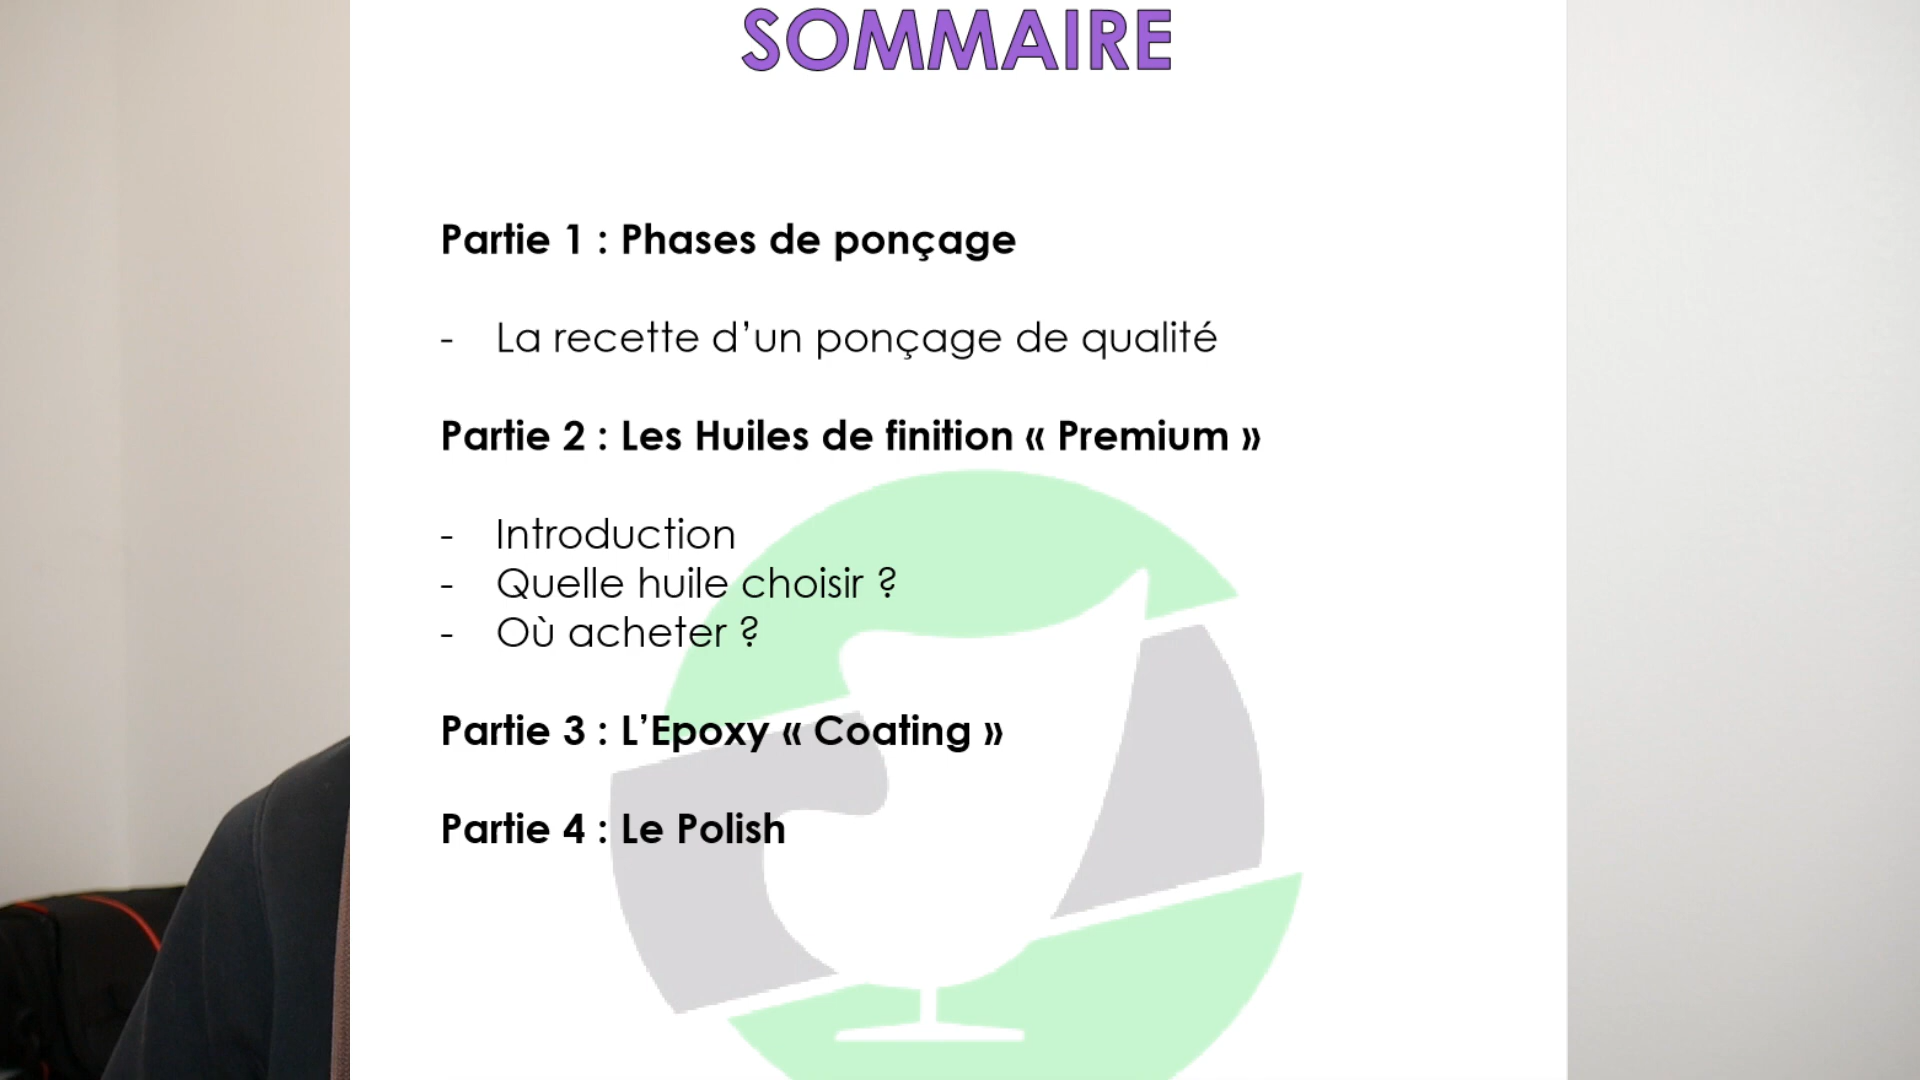 SOMMAIRE
Partie 1 : Phases de ponçage
- La recette d’un ponçage de qualité
Partie 2 : Les Huiles de finition « Premium »
- Introduction
- Quelle huile choisir ?
- Où acheter ?
Partie 3 : L’Epoxy « Coating »
Partie 4 : Le Polish